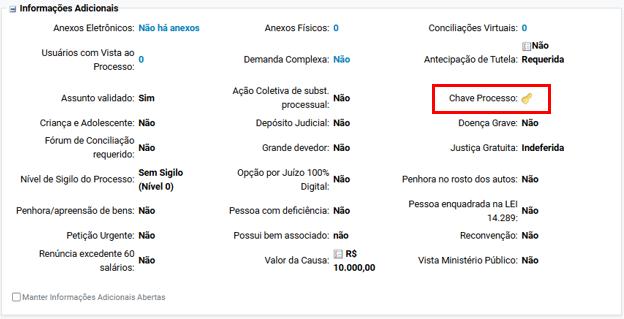 Informações Adicionais
Anexos Eletrônicos: Não há anexos Anexos Físicos: 0 Conciliações Virtuais: 0
Usuários com Vista ao Processo: 0 Demanda Complexa: Não Antecipação de Tutela: Não Requerida
Assunto validado: Sim Ação Coletiva de subst. processual: Não Chave Processo:
Criança e Adolescente: Não Depósito Judicial: Não Doença Grave: Não
Fórum de Conciliação requerido: Não Grande devedor: Não Justiça Gratuita: Indeferida
Nível de Sigilo do Processo: Sem Sigilo (Nível 0) Opção por Juízo 100% Digital: Não Penhora no rosto dos autos: Não
Penhora/apreensão de bens: Não Pessoa com deficiência: Não Pessoa enquadrada na LEI 14.289: Não
Petição Urgente: Não Possui bem associado: não Reconvenção: Não
Renúncia excedente 60 salários: Não Valor da Causa: R$ 10.000,00 Vista Ministério Público: Não
Manter Informações Adicionais Abertas